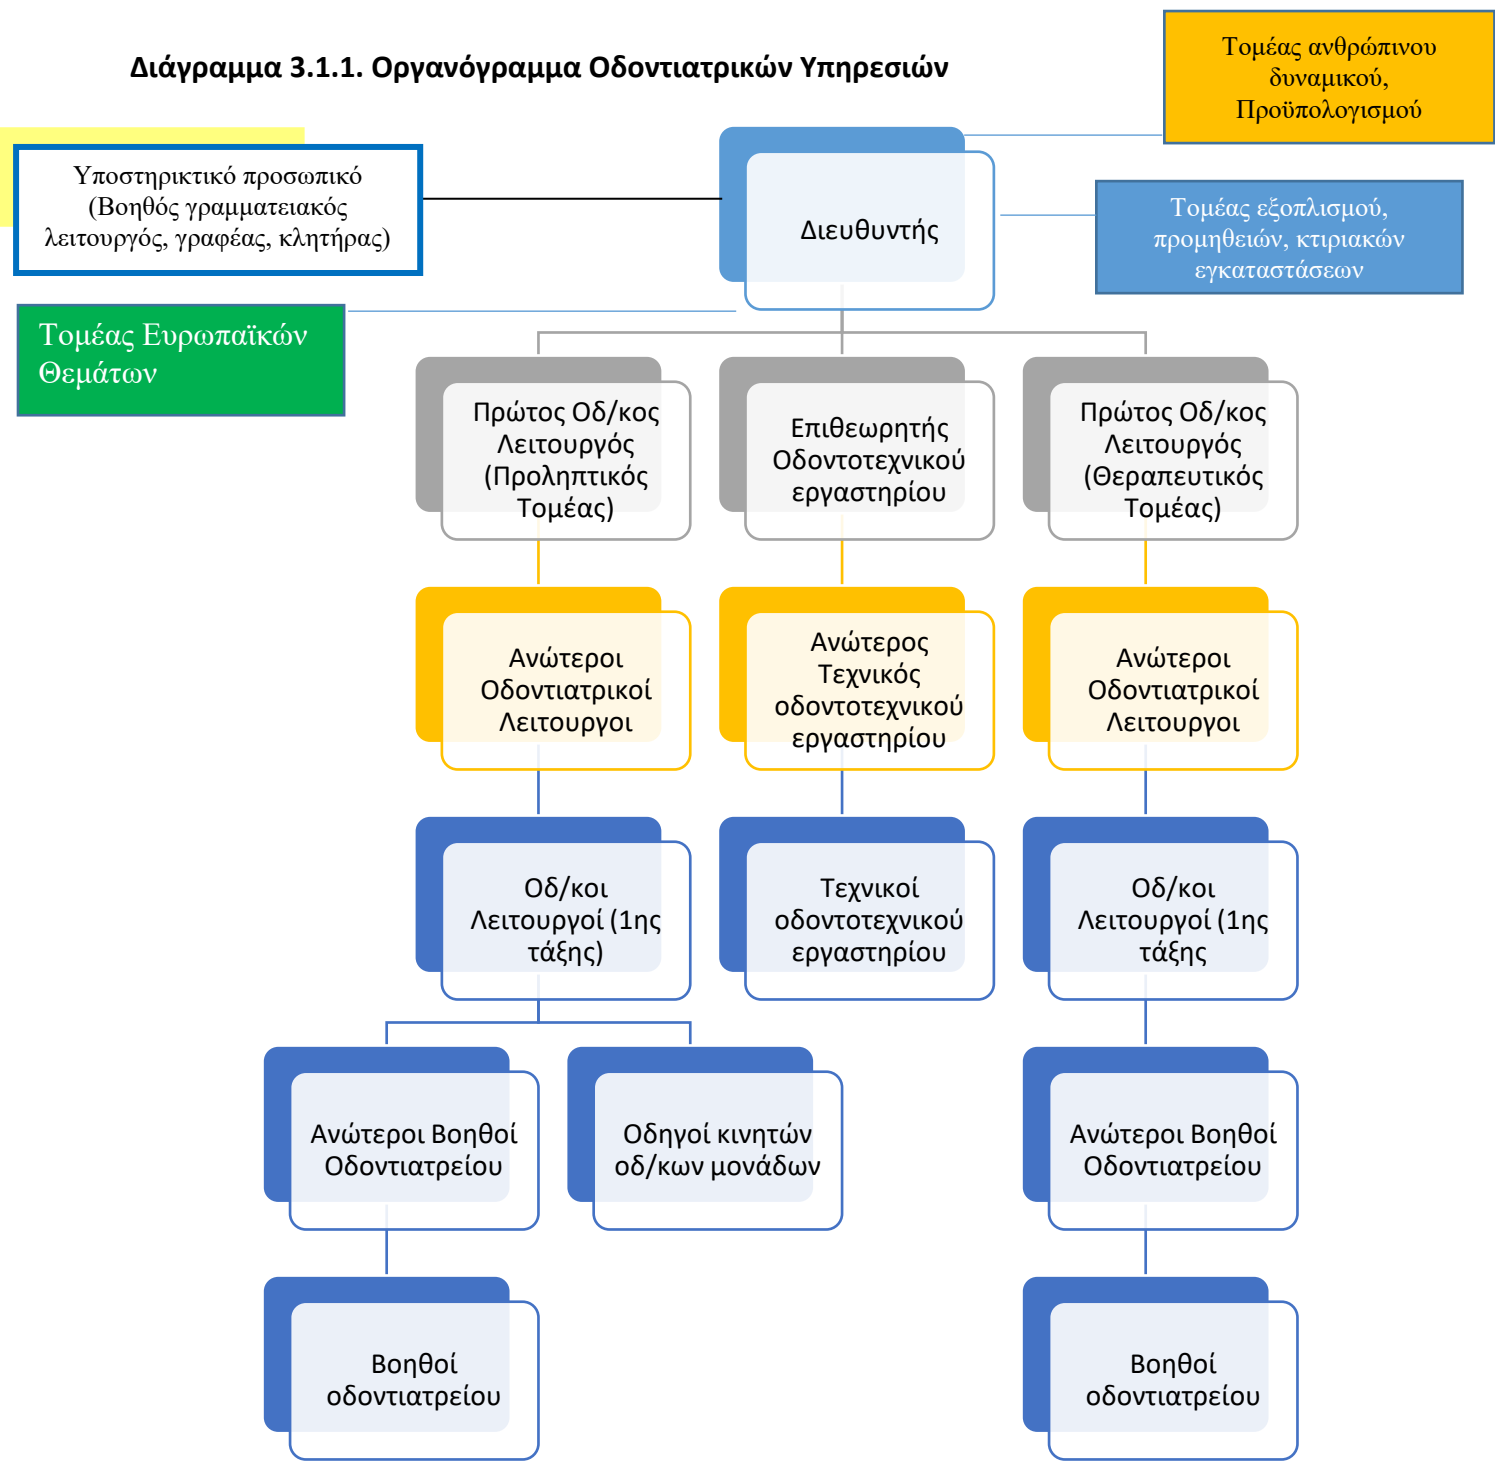 Διάγραμμα 3.1.1. Οργανόγραμμα Οδοντιατρικών Υπηρεσιών
Τομέας ανθρώπινου
δυναμικού,
Προϋπολογισμού
Υποστηρικτικό προσωπικό
(Βοηθός γραμματειακός
λειτουργός, γραφέας, κλητήρας)
Διευθυντής
Τομέας εξοπλισμού,
προμηθειών, κτιριακών
εγκαταστάσεων
Τομέας Ευρωπαϊκών
Θεμάτων
Πρώτος Οδ/κος
Λειτουργός
(Προληπτικός
Τομέας)
Επιθεωρητής
Οδοντοτεχνικού
εργαστηρίου
Πρώτος Οδ/κος
Λειτουργός
(Θεραπευτικός
Τομέας)
Ανώτεροι
Οδοντιατρικοί
Λειτουργοι
Ανώτερος
Τεχνικός
οδοντοτεχνικού
εργαστηρίου
Ανώτεροι
Οδοντιατρικοί
Λειτουργοι
Οδ/κοι
Λειτουργοί (1ης
τάξης)
Τεχνικοί
οδοντοτεχνικού
εργαστηρίου
Οδ/κοι
Λειτουργοί (1ης
τάξης
Ανώτεροι Βοηθοί
Οδοντιατρείου
Οδηγοί κινητών
οδ/κων μονάδων
Ανώτεροι Βοηθοί
Οδοντιατρείου
Βοηθοί
οδοντιατρείου
Βοηθοί
οδοντιατρείου